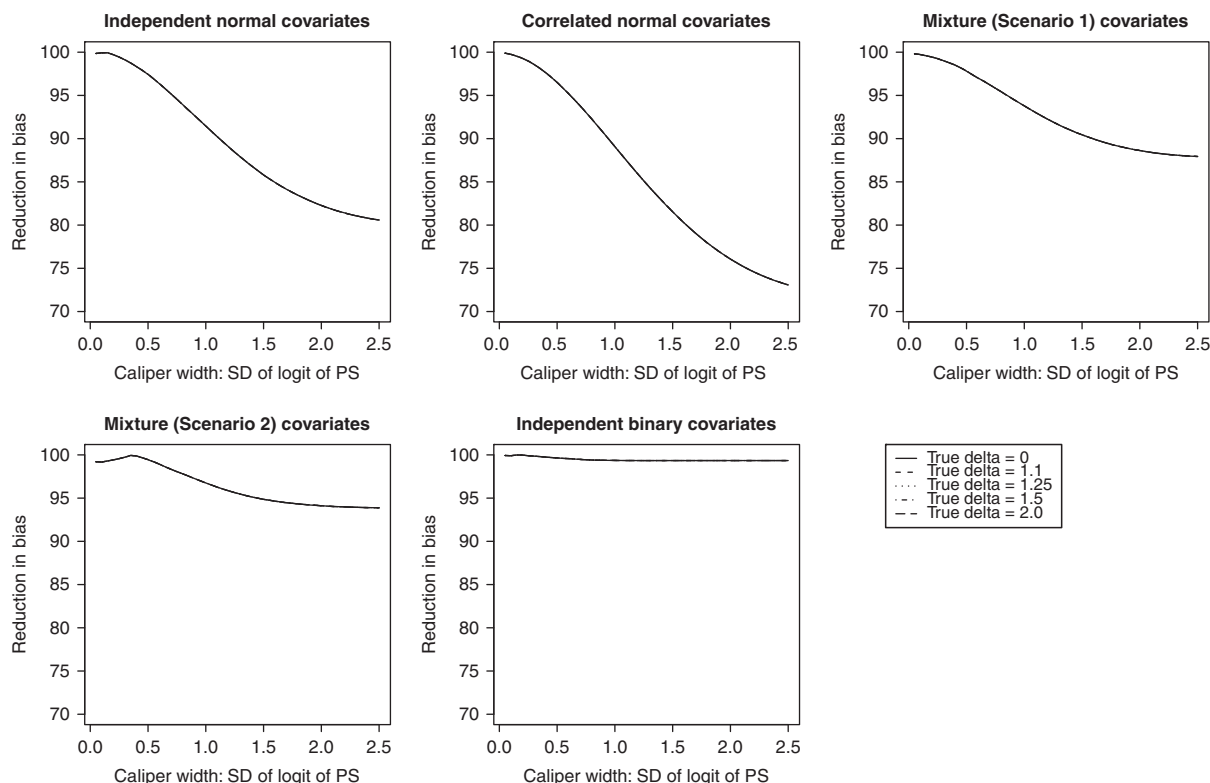 Independent normal covariates
Correlated normal covariates
Mixture (Scenario 1) covariates
Reduction in bias
100
95
90
85
80
75
70
0.0 0.5 1.0 1.5 2.0 2.5
Caliper width: SD of logit of PS
Reduction in bias
100
95
90
85
80
75
70
0.0 0.5 1.0 1.5 2.0 2.5
Caliper width: SD of logit of PS
Reduction in bias
100
95
90
85
80
75
70
0.0 0.5 1.0 1.5 2.0 2.5
Caliper width: SD of logit of PS
Mixture (Scenario 2) covariates
Independent binary covariates
Reduction in bias
100
95
90
85
80
75
70
0.0 0.5 1.0 1.5 2.0 2.5
Caliper width: SD of logit of PS
Reduction in bias
100
95
90
85
80
75
70
0.0 0.5 1.0 1.5 2.0 2.5
Caliper width: SD of logit of PS
True delta = 0
True delta = 1.1
True delta = 1.25
True delta = 1.5
True delta = 2.0